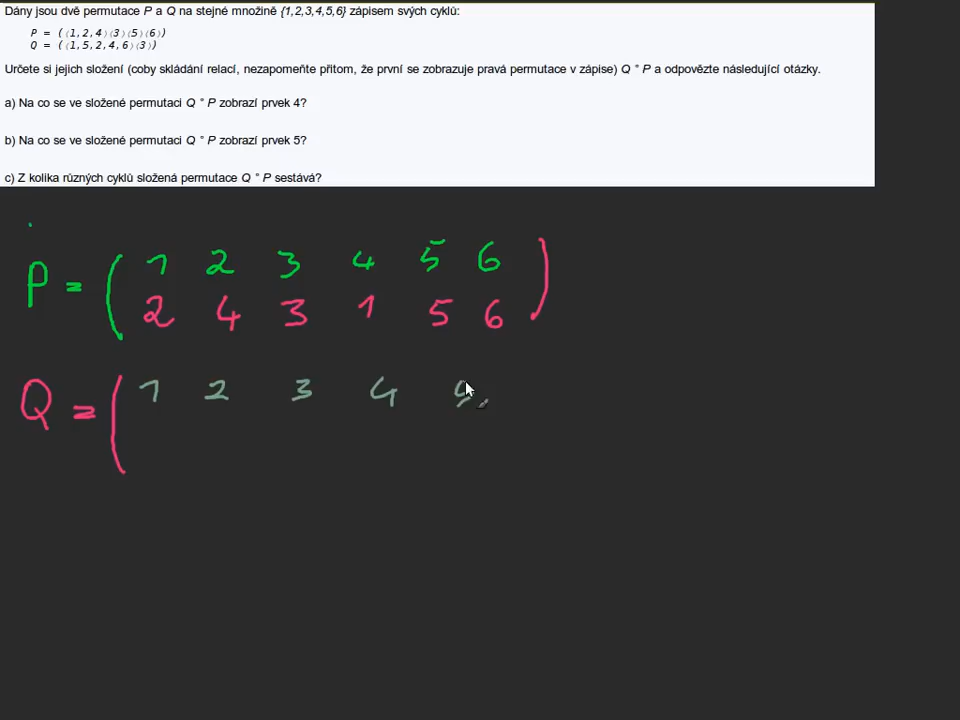 Dány jsou dvě permutace P a Q na stejné množině {1,2,3,4,5,6} zápisem svých cyklů:
P = ((1,2,4)(3)(5)(6))
Q = ((1,5,2,4,6)(3))
Určete si jejich složení (coby skládání relací, nezapomeňte přitom, že první se zobrazuje pravá permutace v zápise) Q ° P a odpovězte následující otázky.
a) Na co se ve složené permutaci Q ° P zobrazí prvek 4?
b) Na co se ve složené permutaci Q ° P zobrazí prvek 5?
c) Z kolika různých cyklů složená permutace Q ° P sestává?
P = ( 1 2 3 4 5 6 )
2 4 3 1 5 6
Q = ( 1 2 3 4 5